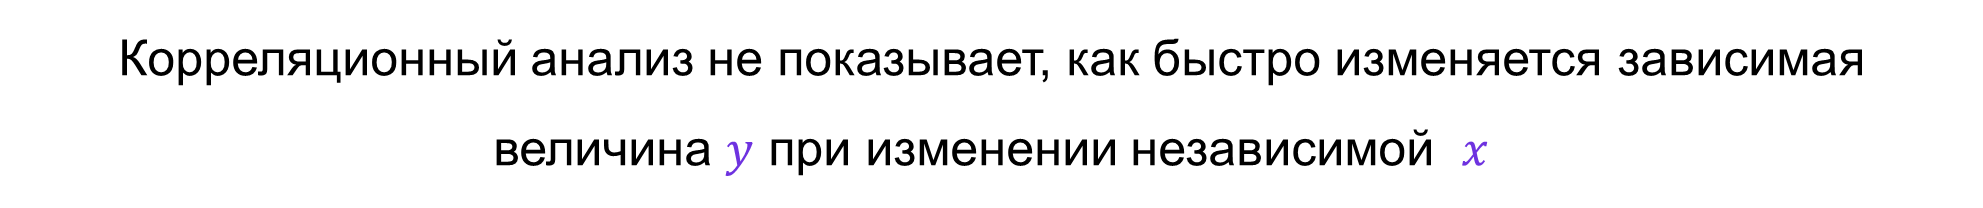 Корреляционный анализ не показывает, как быстро изменяется зависимая
величина y при изменении независимой x